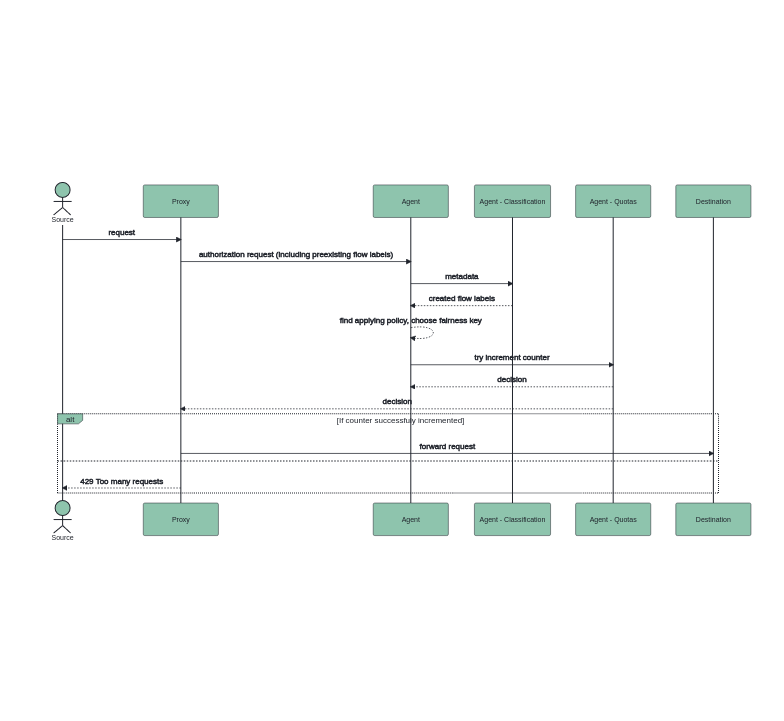 Source
Proxy
Agent
Agent - Classification
Agent - Quotas
Destination
request
authorization request (including preexisting flow labels)
metadata
created flow labels
find applying policy, choose fairness key
try increment counter
decision
decision
alt
[If counter successfuly incremented]
forward request
429 Too many requests
Source
Proxy
Agent
Agent - Classification
Agent - Quotas
Destination